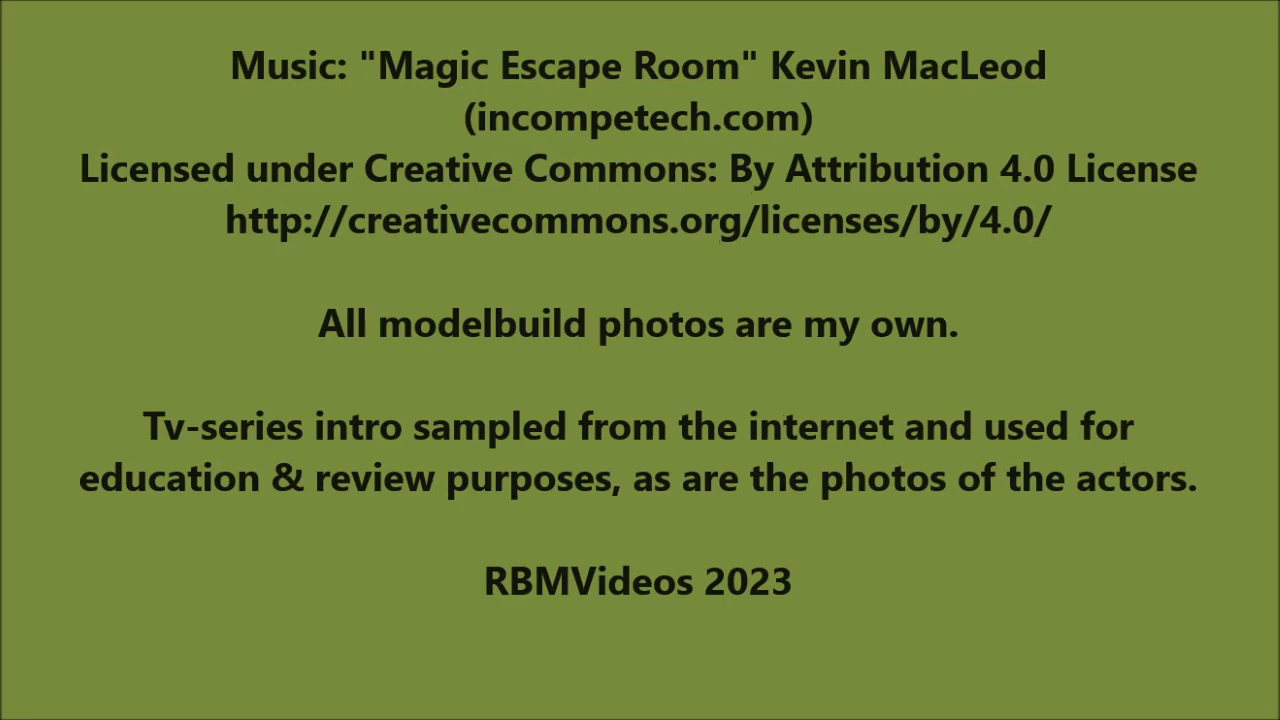 Music: "Magic Escape Room" Kevin MacLeod
(incompetech.com)
Licensed under Creative Commons: By Attribution 4.0 License
http://creativecommons.org/licenses/by/4.0/
All modelbuild photos are my own.
Tv-series intro sampled from the internet and used for
education & review purposes, as are the photos of the actors.
RBMVideos 2023